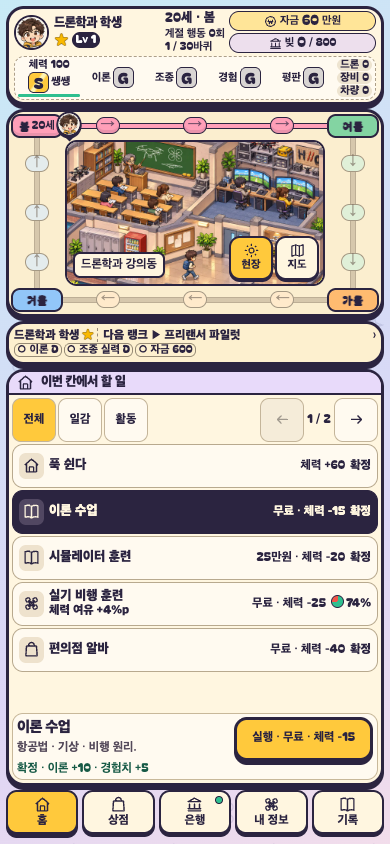 드론학과 학생
Lv 1
20세 · 봄
계절 행동 0회
1 / 30바퀴
자금 60 만원
빚 0 / 800
체력 100
S 쌩쌩
이론 G
조종 G
경험 G
평판 G
드론 0
장비 0
차량 0
봄 20세
여름
겨울
가을
드론학과 강의동
현장
지도
드론학과 학생 다음 랭크 ▶ 프리랜서 파일럿 ›
이론 D 조종 실력 D 자금 600
이번 칸에서 할 일
전체 일감 활동 ← 1 / 2 →
푹 쉰다 체력 +60 확정
이론 수업 무료 · 체력 -15 확정
시뮬레이터 훈련 25만원 · 체력 -20 확정
실기 비행 훈련
체력 여유 +4%p
무료 · 체력 -25 74%
편의점 알바 무료 · 체력 -40 확정
이론 수업
항공법 · 기상 · 비행 원리.
확정 · 이론 +10 · 경험치 +5
실행 · 무료 · 체력 -15
홈 상점 은행 내 정보 기록